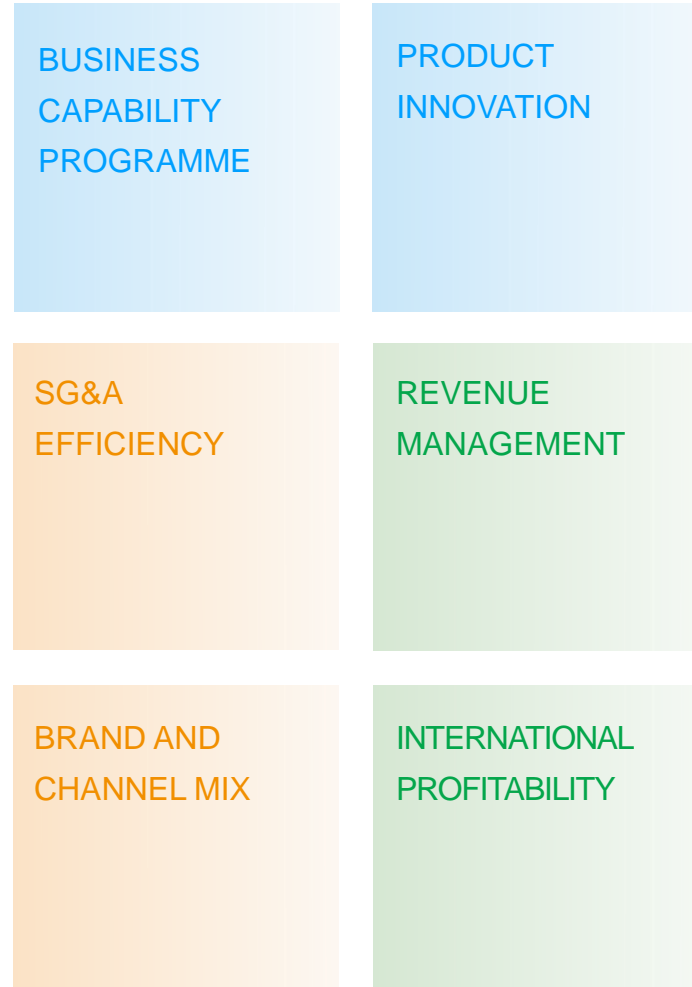 BUSINESS
CAPABILITY
PROGRAMME
PRODUCT
INNOVATION
SG&A
EFFICIENCY
REVENUE
MANAGEMENT
BRAND AND
CHANNEL MIX
INTERNATIONAL
PROFITABILITY